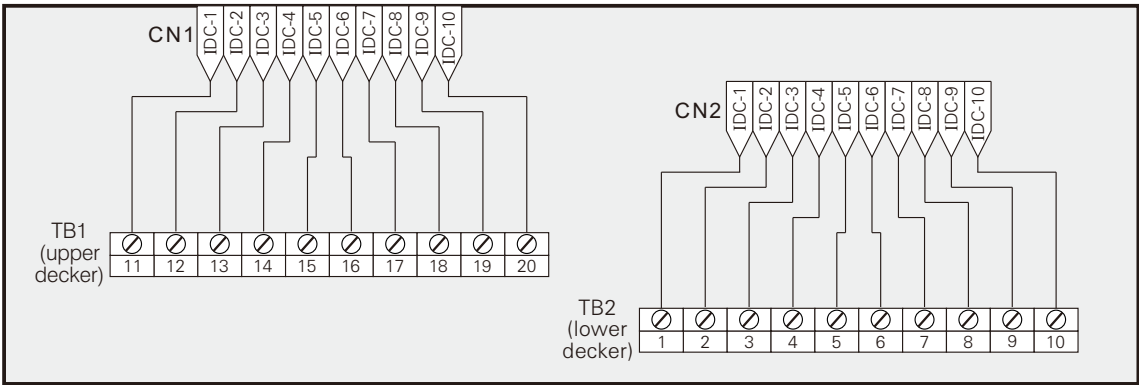 CN1
IDC-1
IDC-2
IDC-3
IDC-4
IDC-5
IDC-6
IDC-7
IDC-8
IDC-9
IDC-10
TB1
(upper
decker)
11 12 13 14 15 16 17 18 19 20
CN2
IDC-1
IDC-2
IDC-3
IDC-4
IDC-5
IDC-6
IDC-7
IDC-8
IDC-9
IDC-10
TB2
(lower
decker)
1 2 3 4 5 6 7 8 9 10